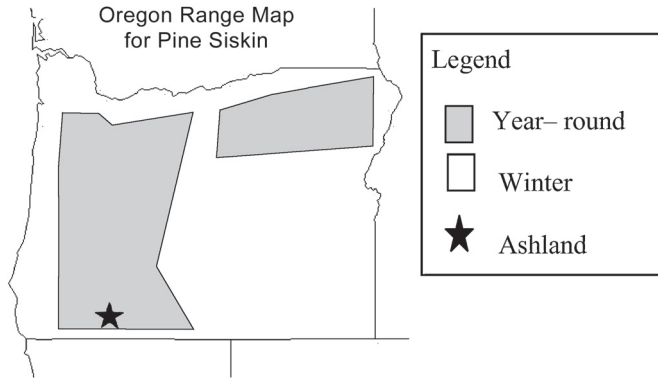 Oregon Range Map
for Pine Siskin
Legend
Year– round
Winter
Ashland